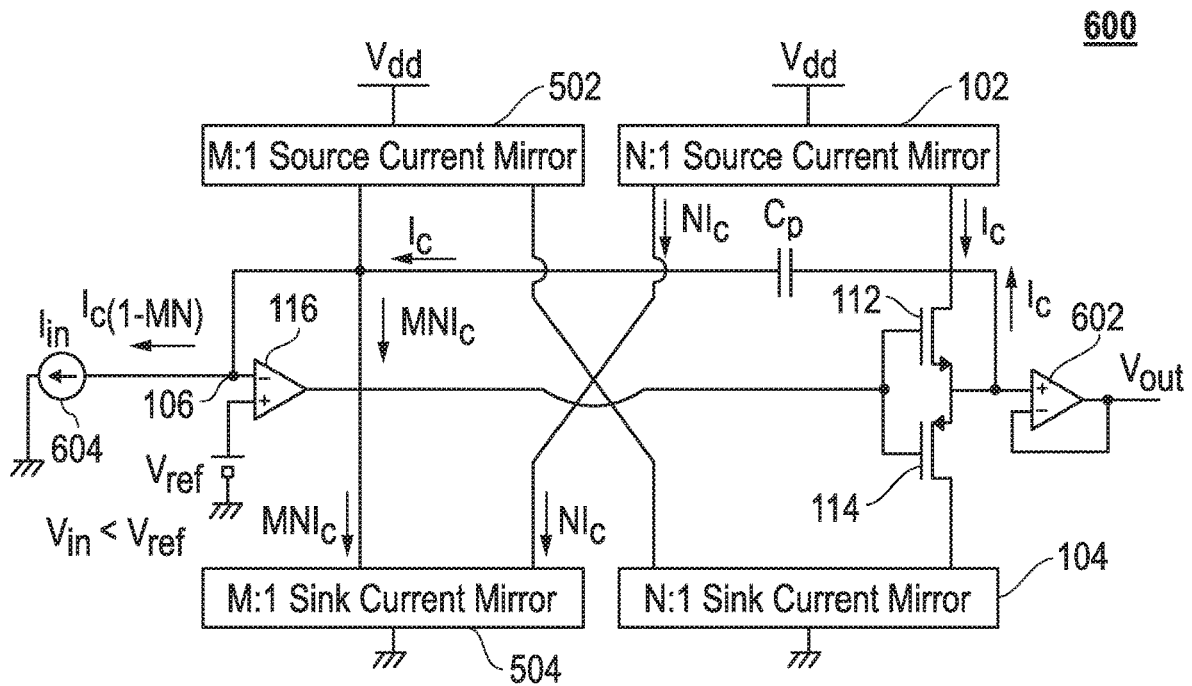 600
Vdd
Vdd
502
102
M:1 Source Current Mirror
N:1 Source Current Mirror
Ic
NIc
Cp
Ic
Iin
Ic(1-MN)
116
MNIc
112
Ic
602
106
−
+
+
−
Vout
604
Vref
114
Vin < Vref
MNIc
NIc
104
M:1 Sink Current Mirror
N:1 Sink Current Mirror
504